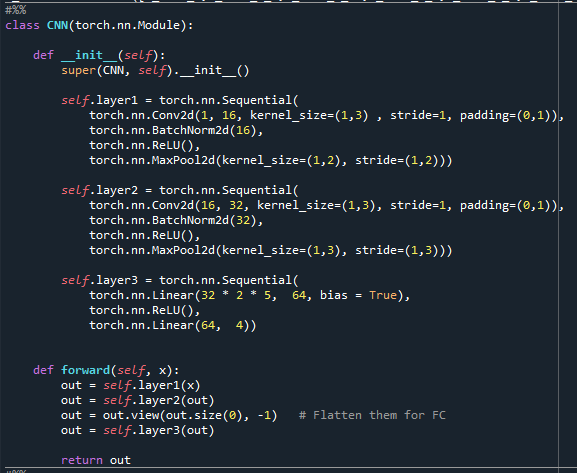 #%%
class CNN(torch.nn.Module):
def __init__(self):
super(CNN, self).__init__()
self.layer1 = torch.nn.Sequential(
torch.nn.Conv2d(1, 16, kernel_size=(1,3) , stride=1, padding=(0,1)),
torch.nn.BatchNorm2d(16),
torch.nn.ReLU(),
torch.nn.MaxPool2d(kernel_size=(1,2), stride=(1,2)))
self.layer2 = torch.nn.Sequential(
torch.nn.Conv2d(16, 32, kernel_size=(1,3), stride=1, padding=(0,1)),
torch.nn.BatchNorm2d(32),
torch.nn.ReLU(),
torch.nn.MaxPool2d(kernel_size=(1,3), stride=(1,3)))
self.layer3 = torch.nn.Sequential(
torch.nn.Linear(32 * 2 * 5,  64, bias = True),
torch.nn.ReLU(),
torch.nn.Linear(64,  4))
def forward(self, x):
out = self.layer1(x)
out = self.layer2(out)
out = out.view(out.size(0), -1)   # Flatten them for FC
out = self.layer3(out)
return out